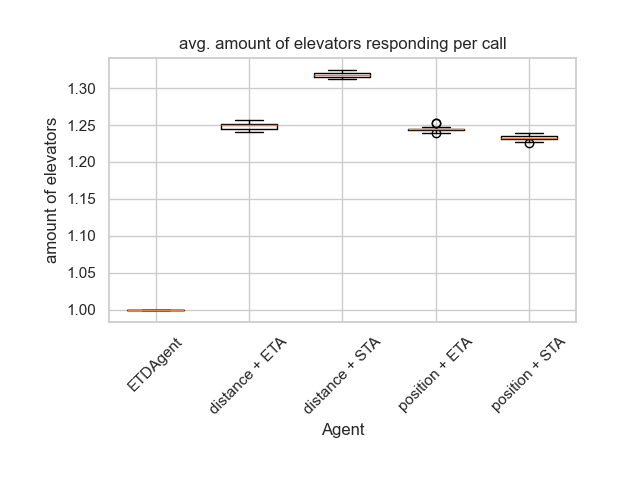 avg. amount of elevators responding per call
amount of elevators
1.30
1.25
1.20
1.15
1.10
1.05
1.00
ETDAgent
distance + ETA
distance + STA
position + ETA
position + STA
Agent